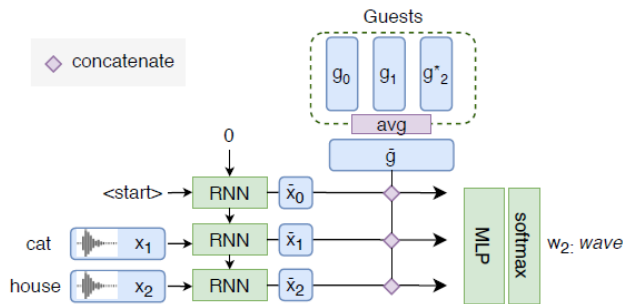 Guests
concatenate
g₀ g₁ g*₂
avg
0
ḡ
<start> RNN x̄₀
cat x₁ RNN x̄₁
house x₂ RNN x̄₂
MLP
softmax
w₂: wave